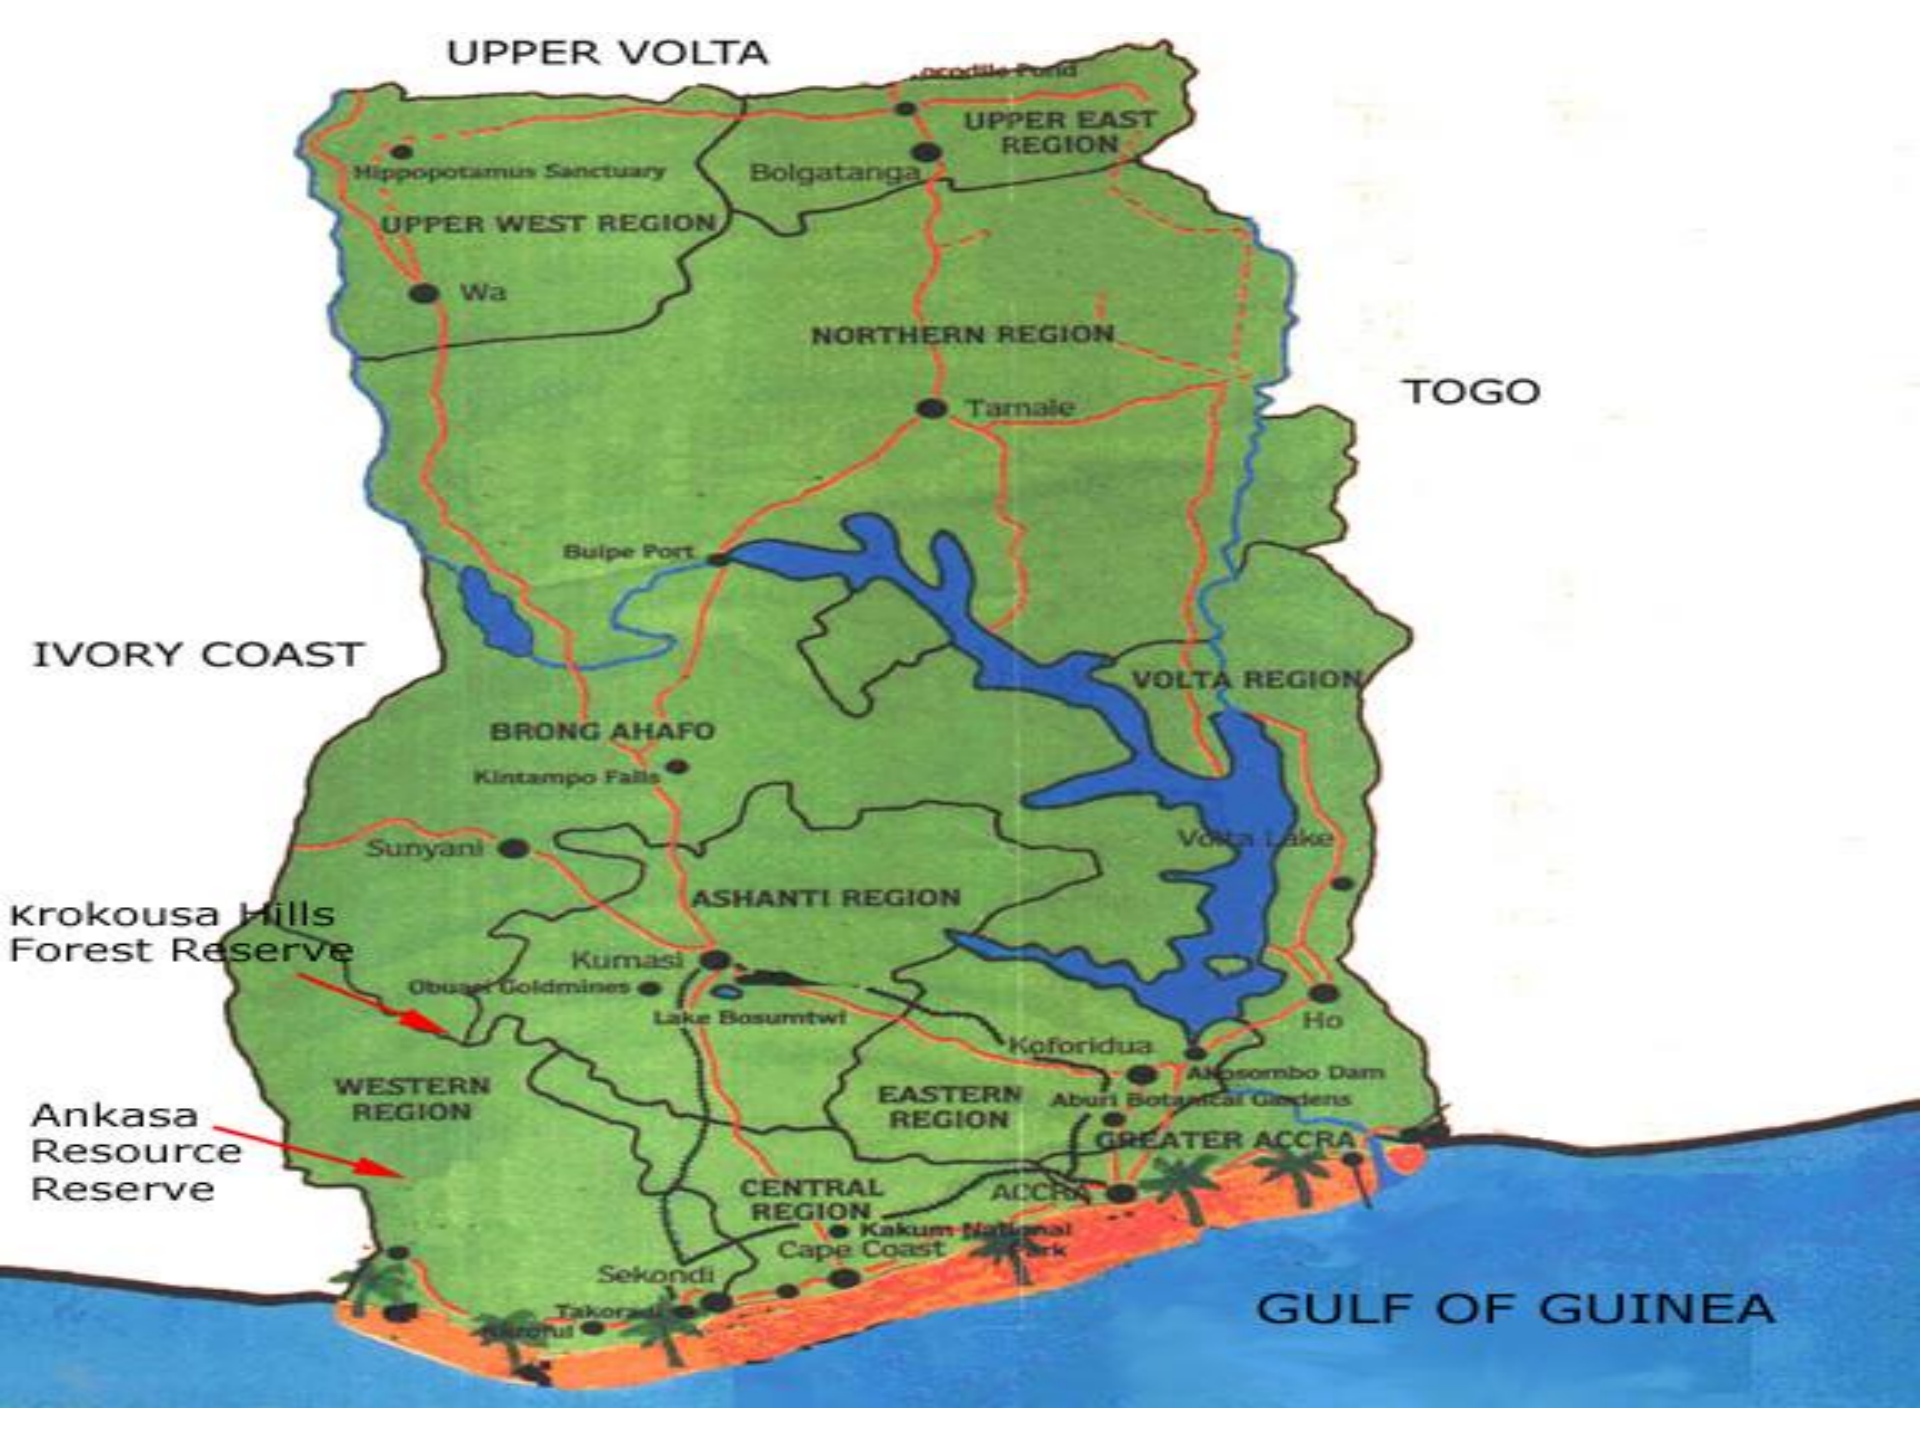 UPPER VOLTA
Pond
UPPER EAST
REGION
Hippopotamus Sanctuary
Bolgatanga
UPPER WEST REGION
Wa
NORTHERN REGION
TOGO
Tamale
Buipe Port
IVORY COAST
VOLTA REGION
BRONG AHAFO
Kintampo Falls
Volta Lake
Sunyani
ASHANTI REGION
Krokousa Hills
Forest Reserve
Kumasi
Obuasi Goldmines
Lake Bosumtwi
Ho
Koforidua
Akosombo Dam
WESTERN
REGION
EASTERN
REGION
Aburi Botanical Gardens
Ankasa
Resource
Reserve
GREATER ACCRA
CENTRAL
REGION
ACCRA
Kakum National
Park
Cape Coast
Sekondi
Takoradi
GULF OF GUINEA